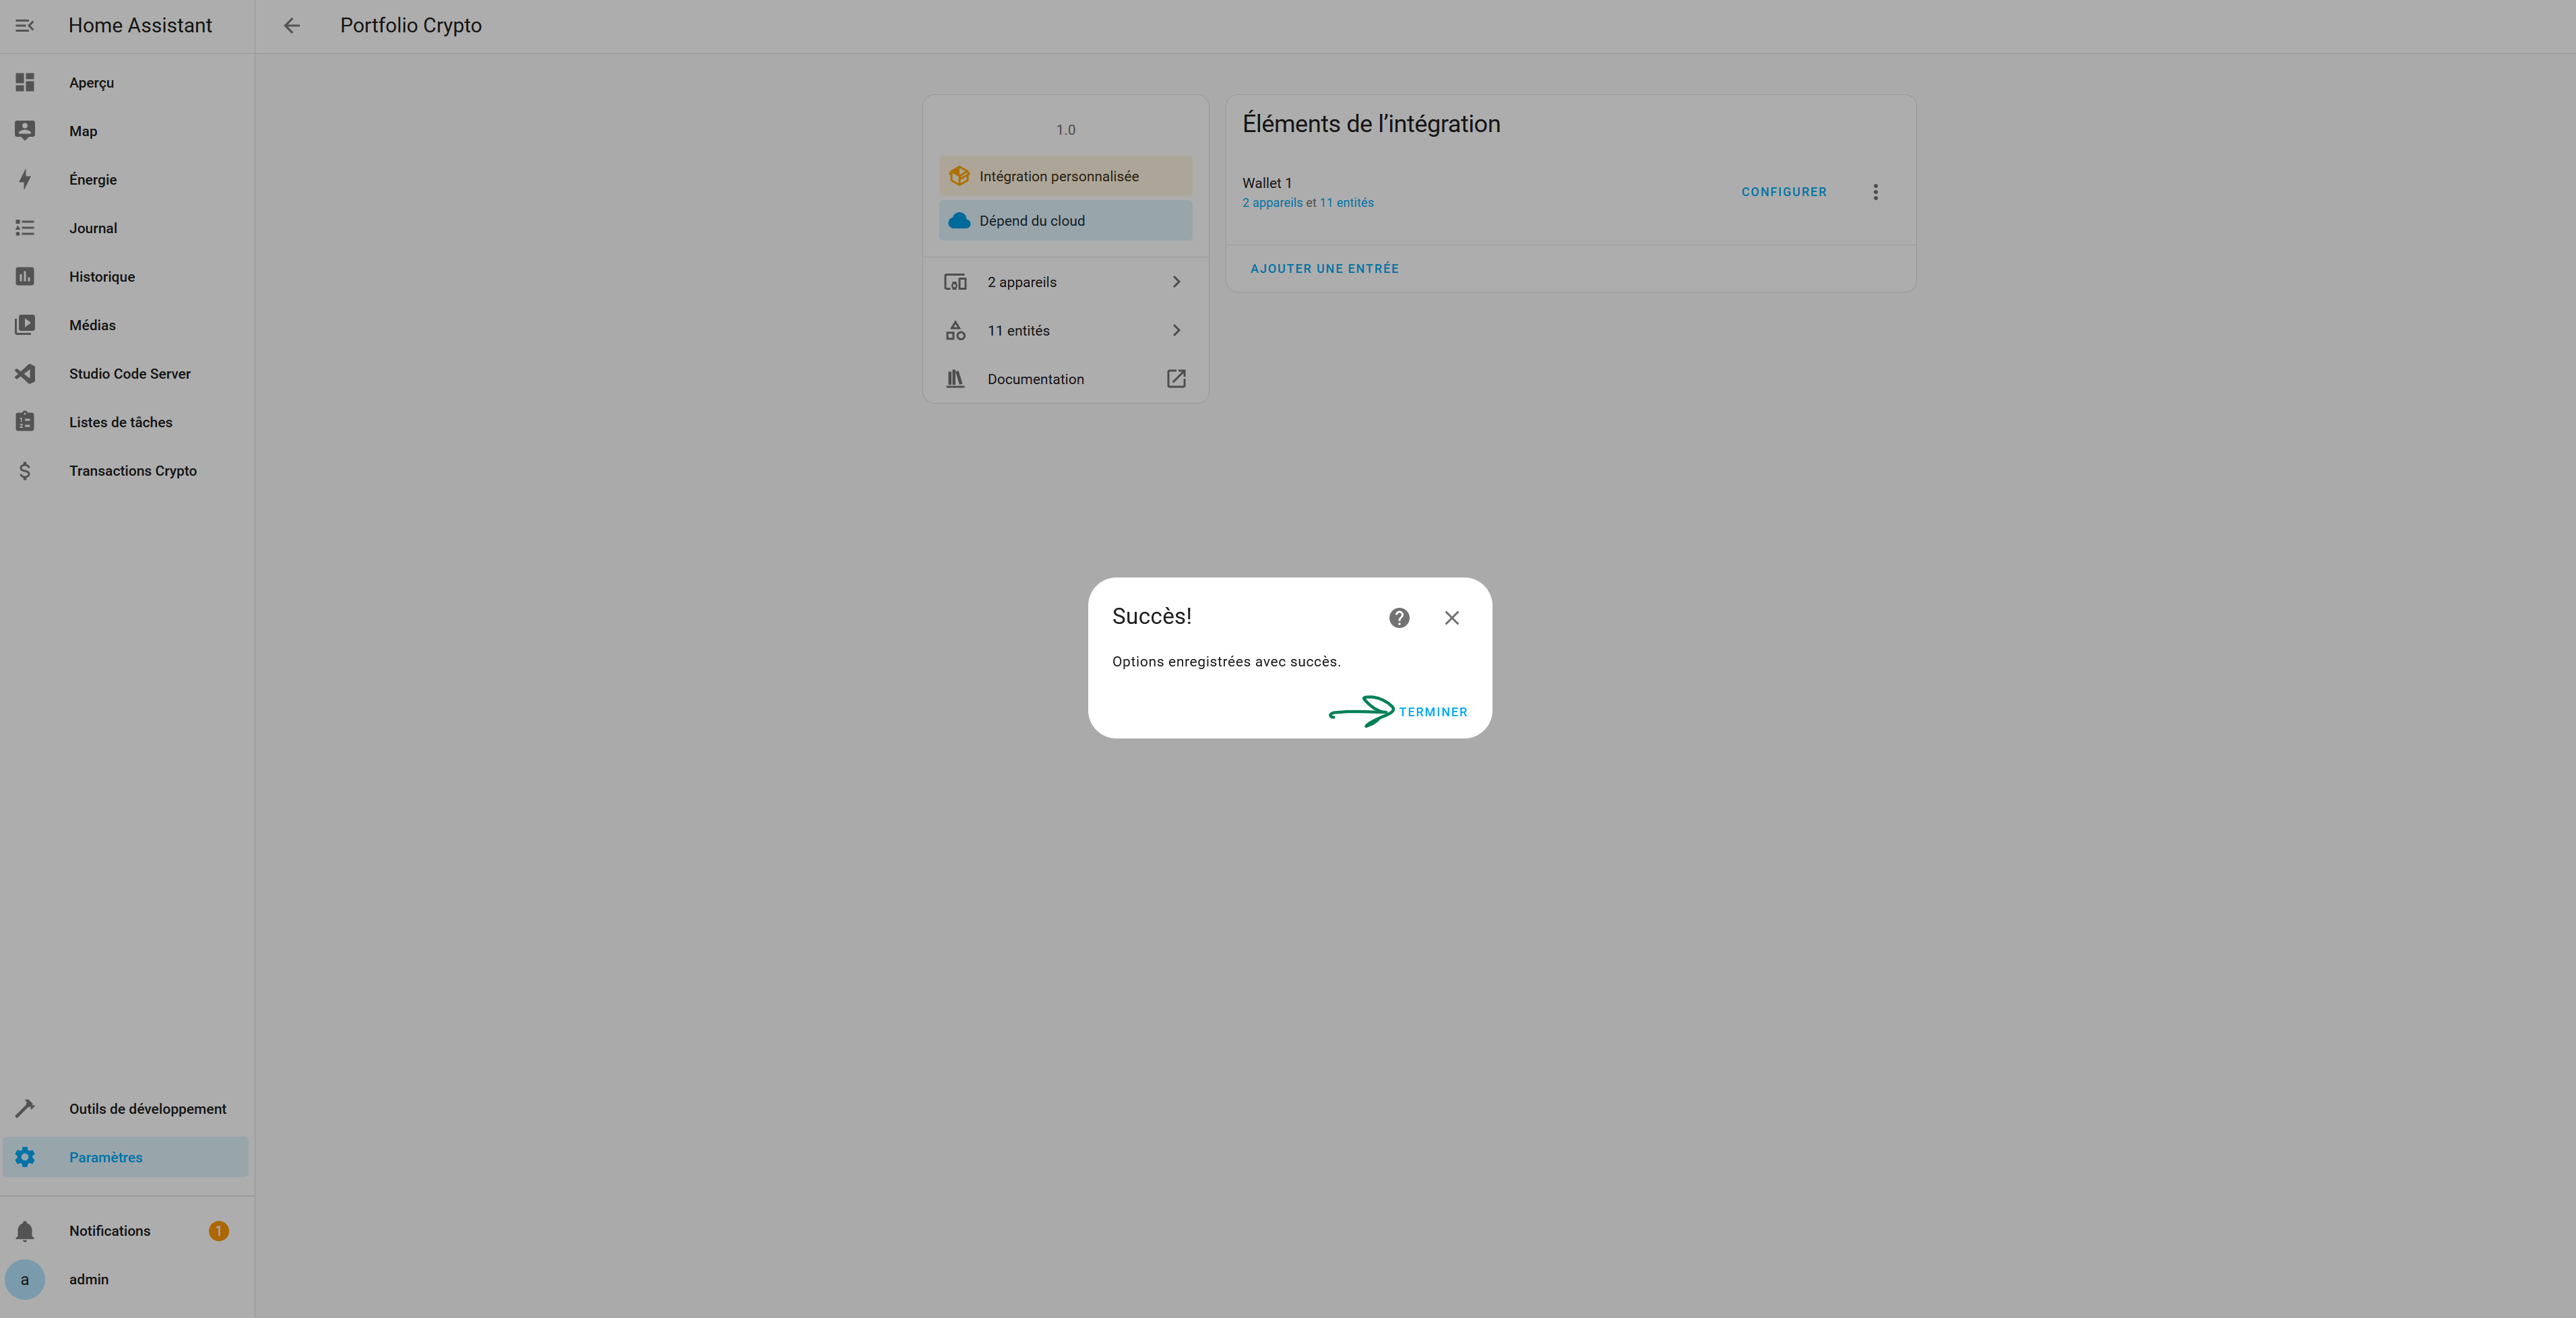 Home Assistant
Portfolio Crypto
Aperçu
Map
Énergie
Journal
Historique
Médias
Studio Code Server
Listes de tâches
Transactions Crypto
Outils de développement
Paramètres
Notifications 1
a admin
1.0
Intégration personnalisée
Dépend du cloud
2 appareils
11 entités
Documentation
Éléments de l’intégration
Wallet 1
2 appareils et 11 entités
CONFIGURER
AJOUTER UNE ENTRÉE
Succès!
Options enregistrées avec succès.
TERMINER